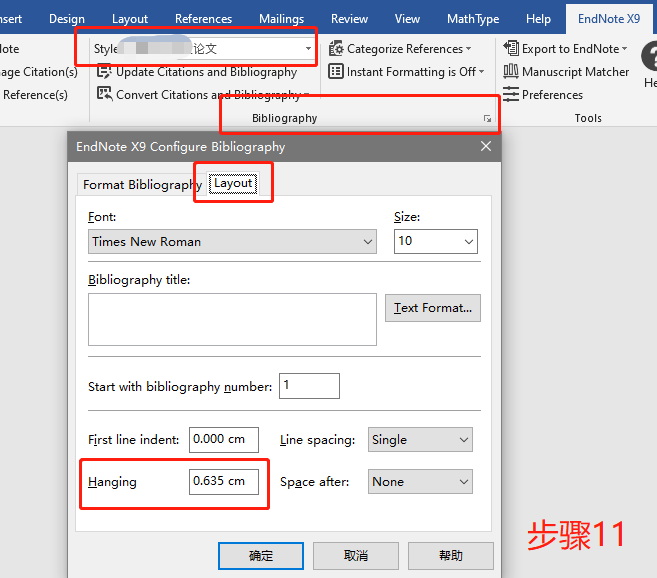 nsert Design Layout References Mailings Review View MathType Help EndNote X9
Note Style 论文 Categorize References Export to EndNote
nage Citation(s) Update Citations and Bibliography Instant Formatting is Off Manuscript Matcher
Reference(s) Convert Citations and Bibliography Preferences He
Bibliography Tools
EndNote X9 Configure Bibliography
Format Bibliography Layout
Font: Size:
Times New Roman 10
Bibliography title:
Text Format...
Start with bibliography number: 1
First line indent: 0.000 cm Line spacing: Single
Hanging 0.635 cm Space after: None
确定 取消 帮助
步骤11